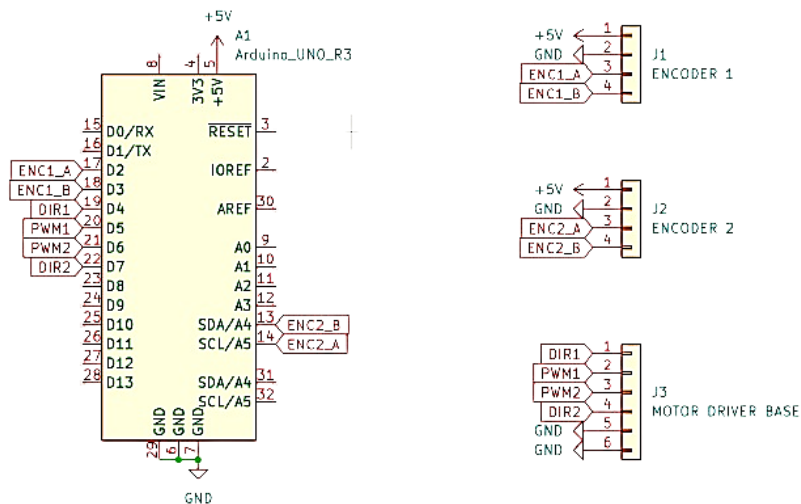 +5V
A1
Arduino_UNO_R3
8
4
5
VIN
3V3
+5V
15 D0/RX
16 D1/TX
ENC1_A 17 D2
ENC1_B 18 D3
DIR1 19 D4
PWM1 20 D5
PWM2 21 D6
DIR2 22 D7
23 D8
24 D9
25 D10
26 D11
27 D12
28 D13
RESET 3
IOREF 2
AREF 30
A0 9
A1 10
A2 11
A3 12
SDA/A4 13 ENC2_B
SCL/A5 14 ENC2_A
SDA/A4 31
SCL/A5 32
GND
GND
GND
29
6
7
GND
+5V 1
GND 2
ENC1_A 3
ENC1_B 4
J1
ENCODER 1
+5V 1
GND 2
ENC2_A 3
ENC2_B 4
J2
ENCODER 2
DIR1 1
PWM1 2
PWM2 3
DIR2 4
GND 5
GND 6
J3
MOTOR DRIVER BASE